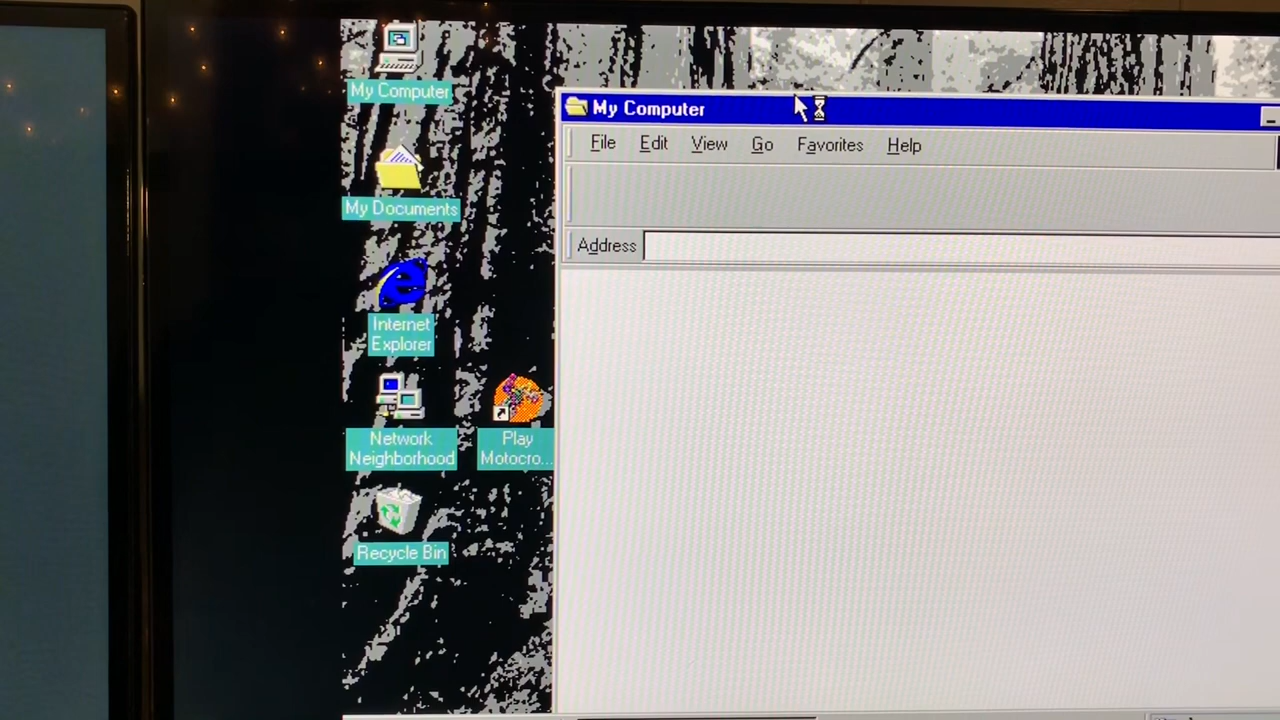 My Computer
My Documents
Internet
Explorer
Network
Neighborhood
Play
Motocro...
Recycle Bin
My Computer
File Edit View Go Favorites Help
Address